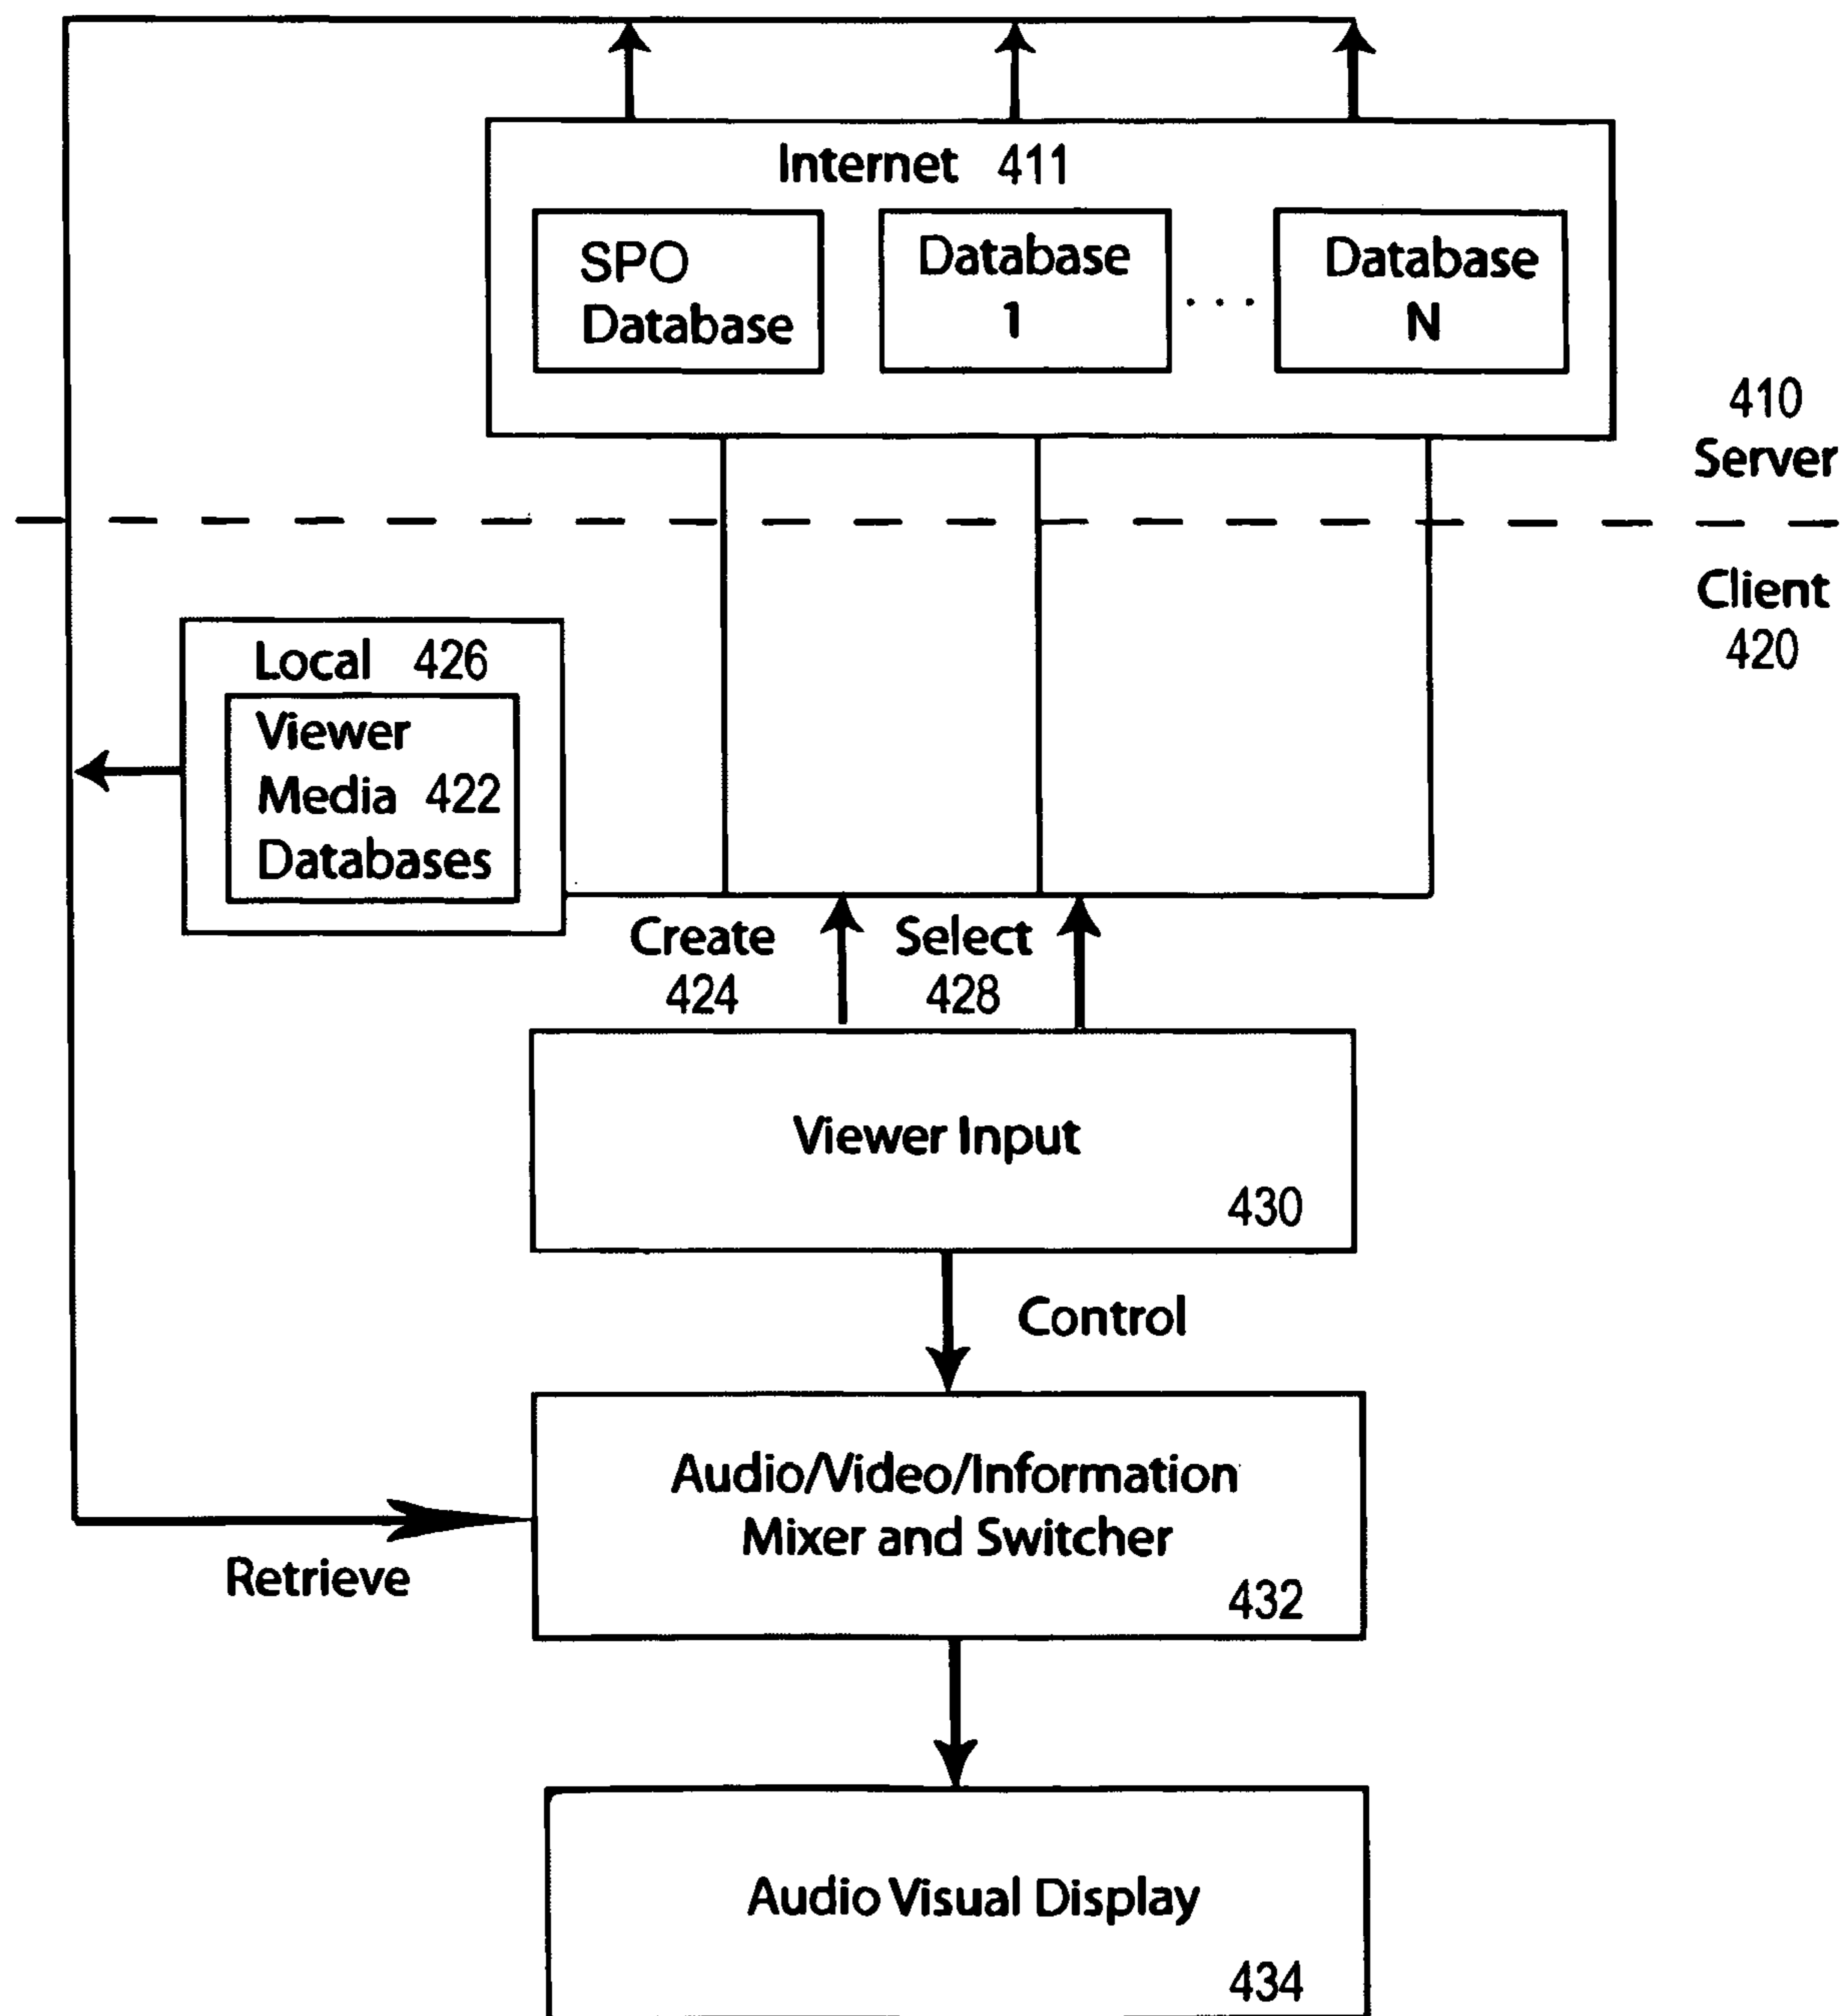 Internet 411
SPO
Database
Database
1
. . .
Database
N
410
Server
Client
420
Local 426
Viewer
Media 422
Databases
Create
424
Select
428
Viewer Input
430
Control
Audio/Video/Information
Mixer and Switcher
432
Retrieve
Audio Visual Display
434